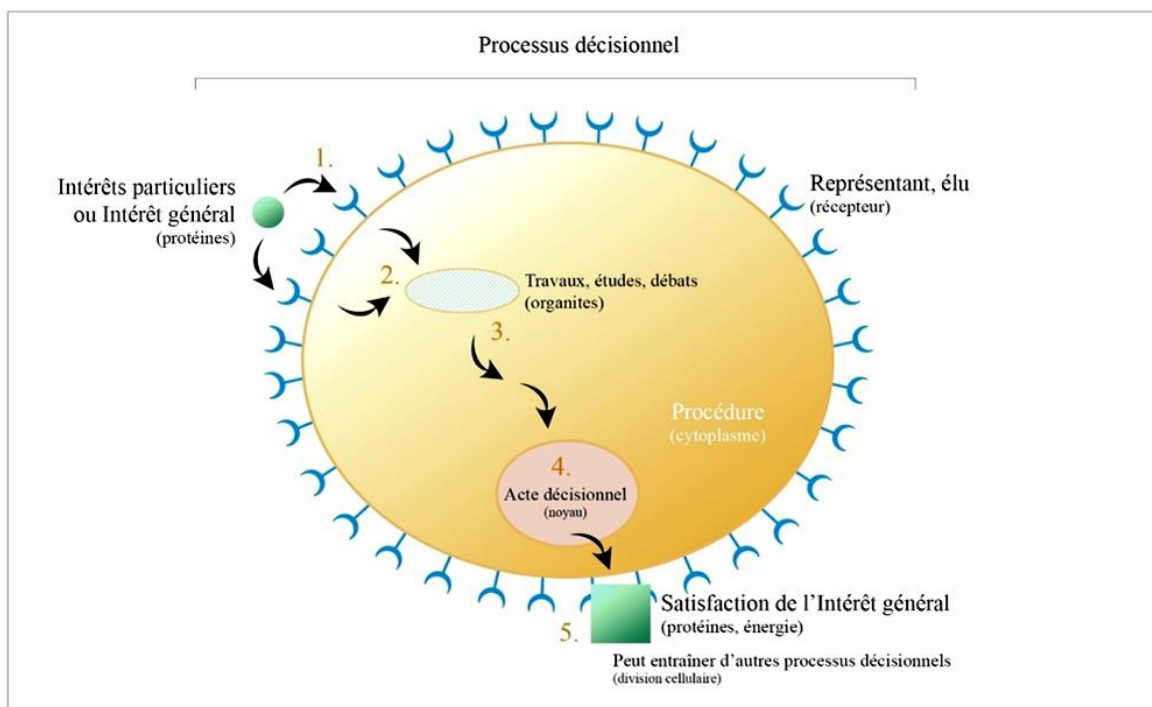 Processus décisionnel
1.
Intérêts particuliers
ou Intérêt général
(protéines)
Représentant, élu
(récepteur)
2.
Travaux, études, débats
(organites)
3.
Procédure
(cytoplasme)
4.
Acte décisionnel
(noyau)
5.
Satisfaction de l’Intérêt général
(protéines, énergie)
Peut entraîner d’autres processus décisionnels
(division cellulaire)